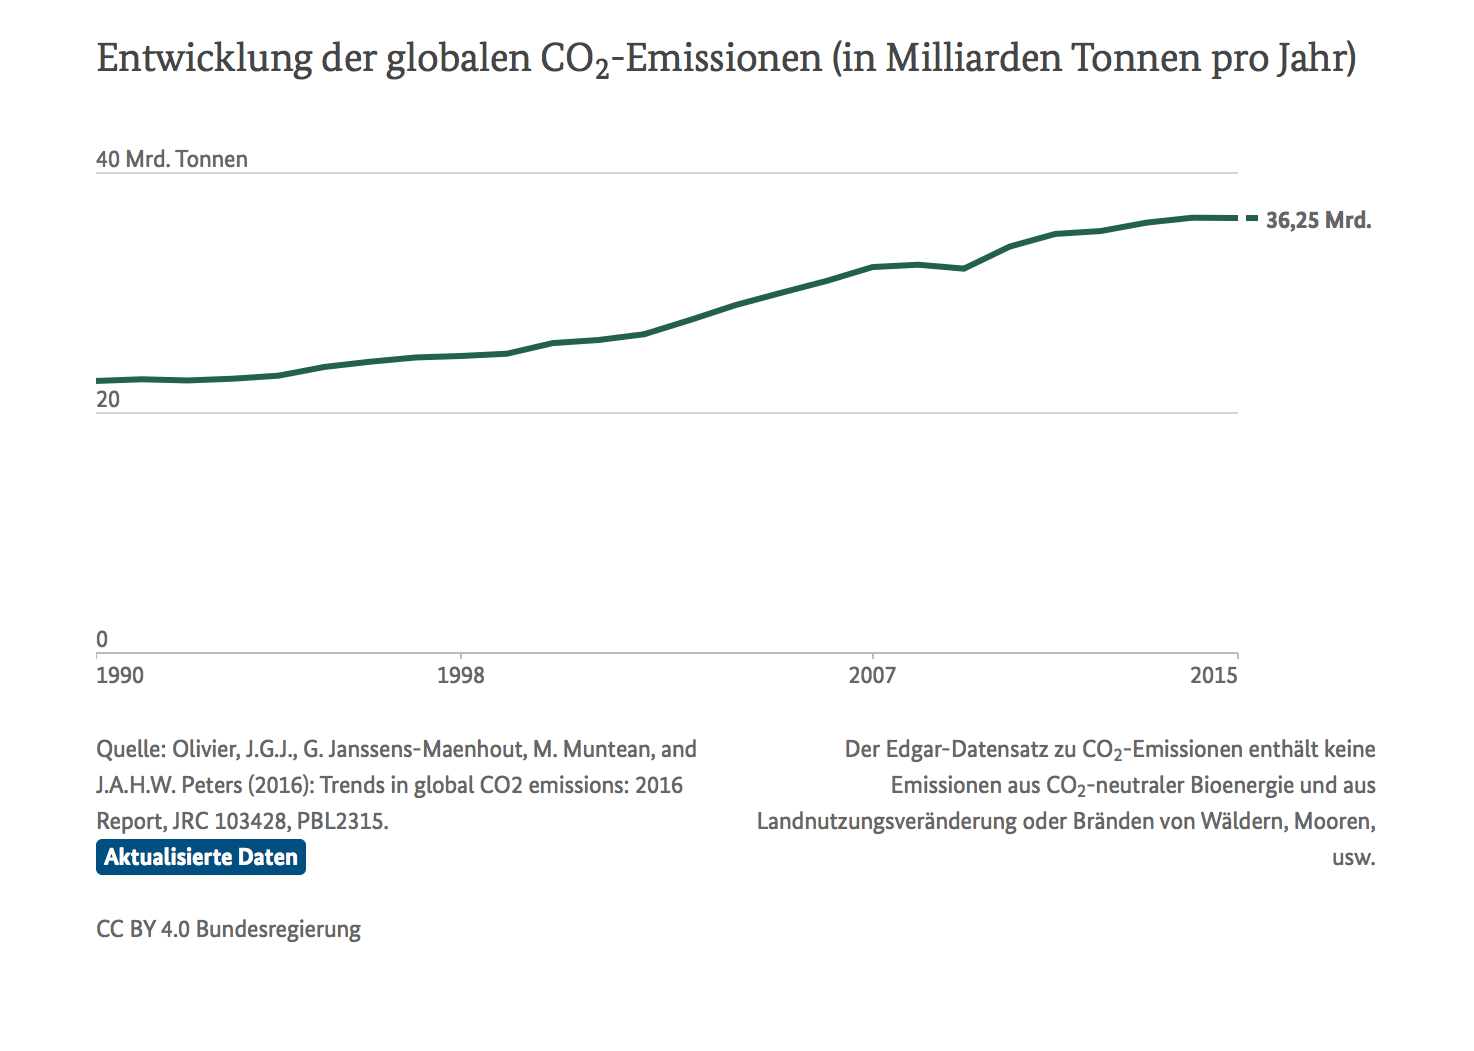 Entwicklung der globalen CO₂-Emissionen (in Milliarden Tonnen pro Jahr)
40 Mrd. Tonnen
36,25 Mrd.
20
0
1990 1998 2007 2015
Quelle: Olivier, J.G.J., G. Janssens-Maenhout, M. Muntean, and
J.A.H.W. Peters (2016): Trends in global CO2 emissions: 2016
Report, JRC 103428, PBL2315.
Aktualisierte Daten
CC BY 4.0 Bundesregierung
Der Edgar-Datensatz zu CO₂-Emissionen enthält keine
Emissionen aus CO₂-neutraler Bioenergie und aus
Landnutzungsveränderung oder Bränden von Wäldern, Mooren,
usw.